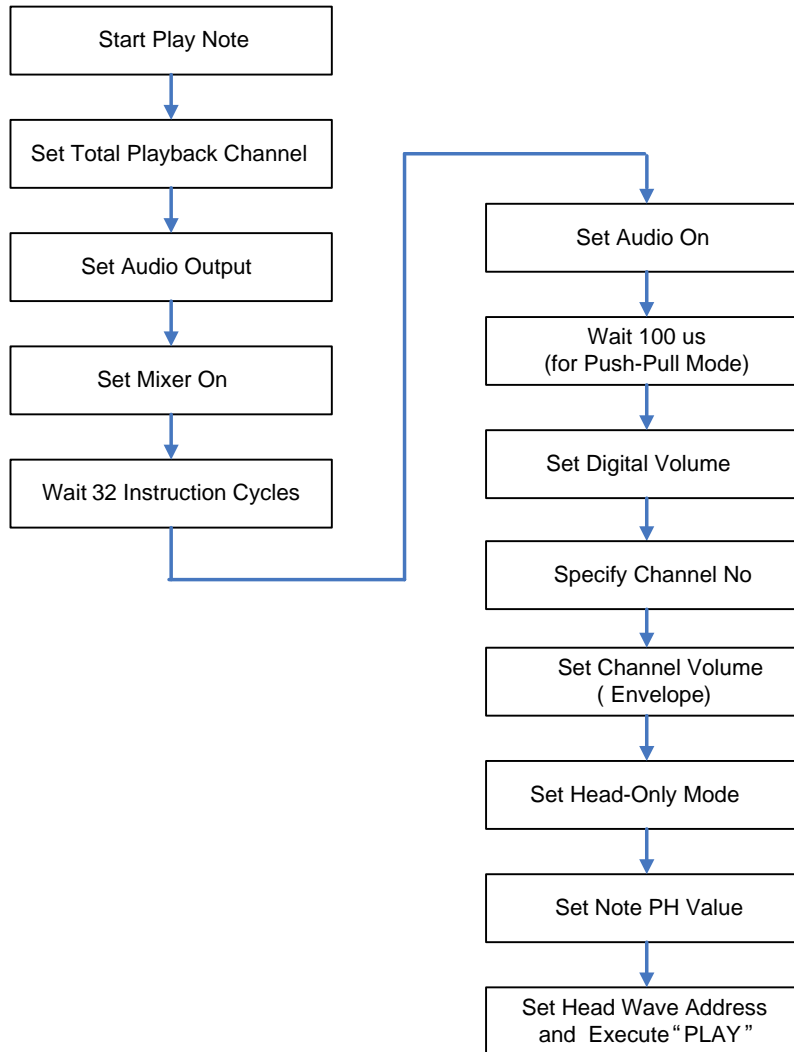 Start Play Note
Set Total Playback Channel
Set Audio Output
Set Mixer On
Wait 32 Instruction Cycles
Set Audio On
Wait 100 us
(for Push-Pull Mode)
Set Digital Volume
Specify Channel No
Set Channel Volume
( Envelope)
Set Head-Only Mode
Set Note PH Value
Set Head Wave Address
and Execute “PLAY”